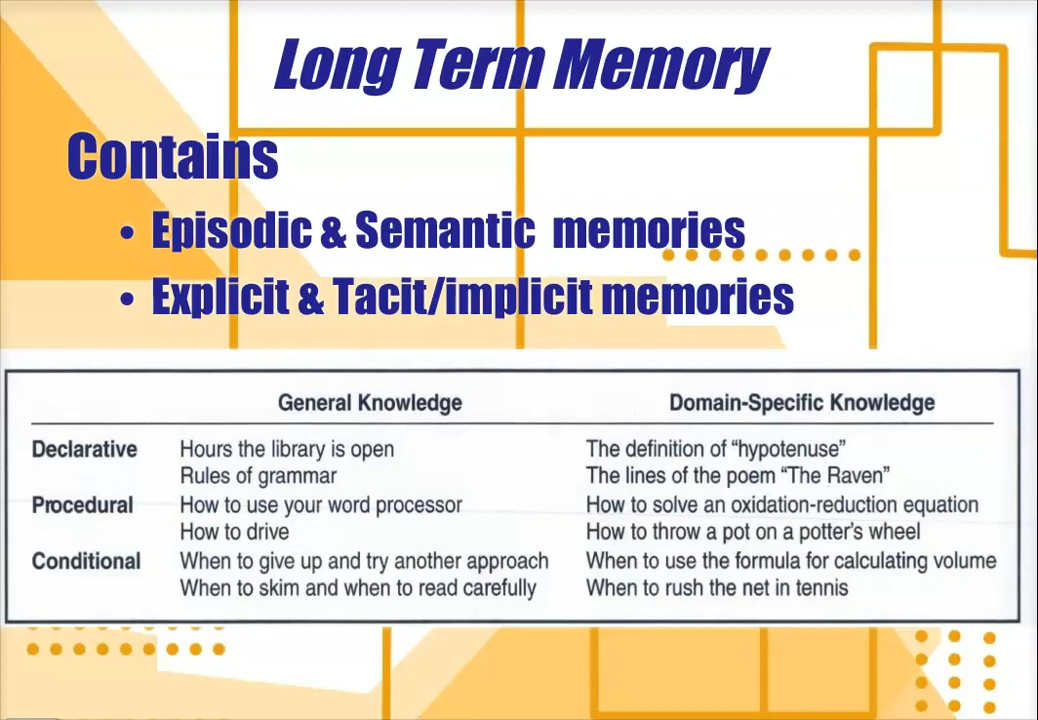 Long Term Memory
Contains
• Episodic & Semantic memories
• Explicit & Tacit/implicit memories
General Knowledge Domain-Specific Knowledge
Declarative Hours the library is open The definition of “hypotenuse”
Rules of grammar The lines of the poem “The Raven”
Procedural How to use your word processor How to solve an oxidation-reduction equation
How to drive How to throw a pot on a potter’s wheel
Conditional When to give up and try another approach When to use the formula for calculating volume
When to skim and when to read carefully When to rush the net in tennis